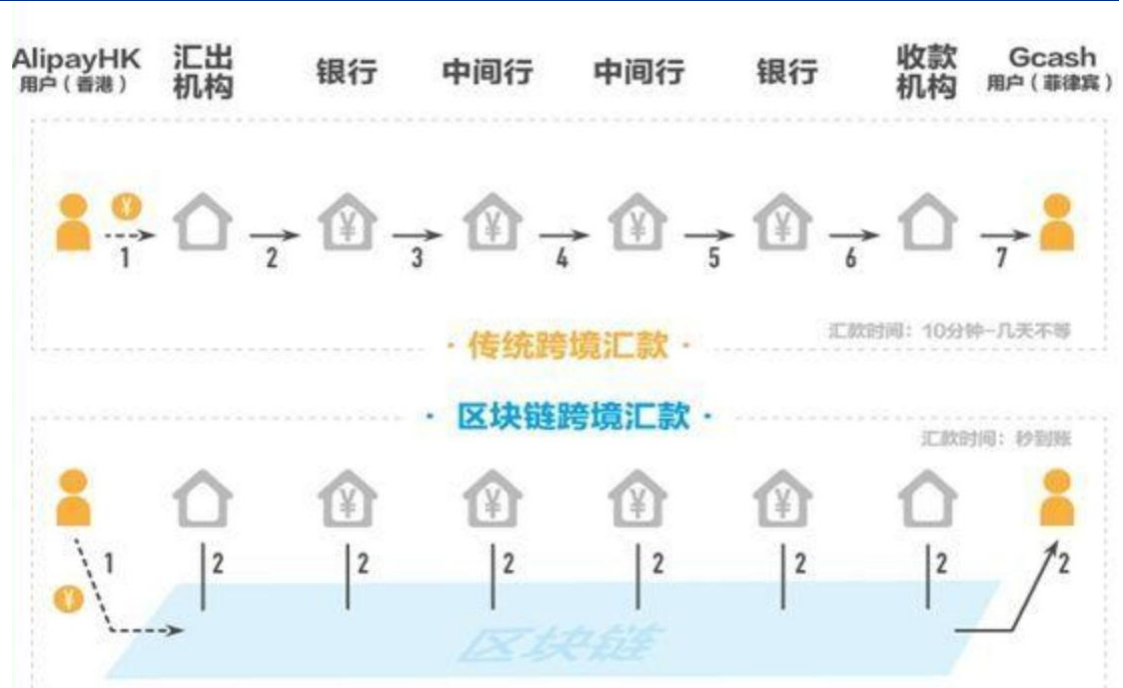 AlipayHK
用户（香港）
汇出
机构
银行
中间行
中间行
银行
收款
机构
Gcash
用户（菲律宾）
¥ ¥ ¥ ¥ ¥
1 2 3 4 5 6 7
汇款时间：10分钟-几天不等
· 传统跨境汇款 ·
· 区块链跨境汇款 ·
汇款时间：秒到账
¥ ¥ ¥ ¥
1 2 2 2 2 2 2 2
¥
区块链